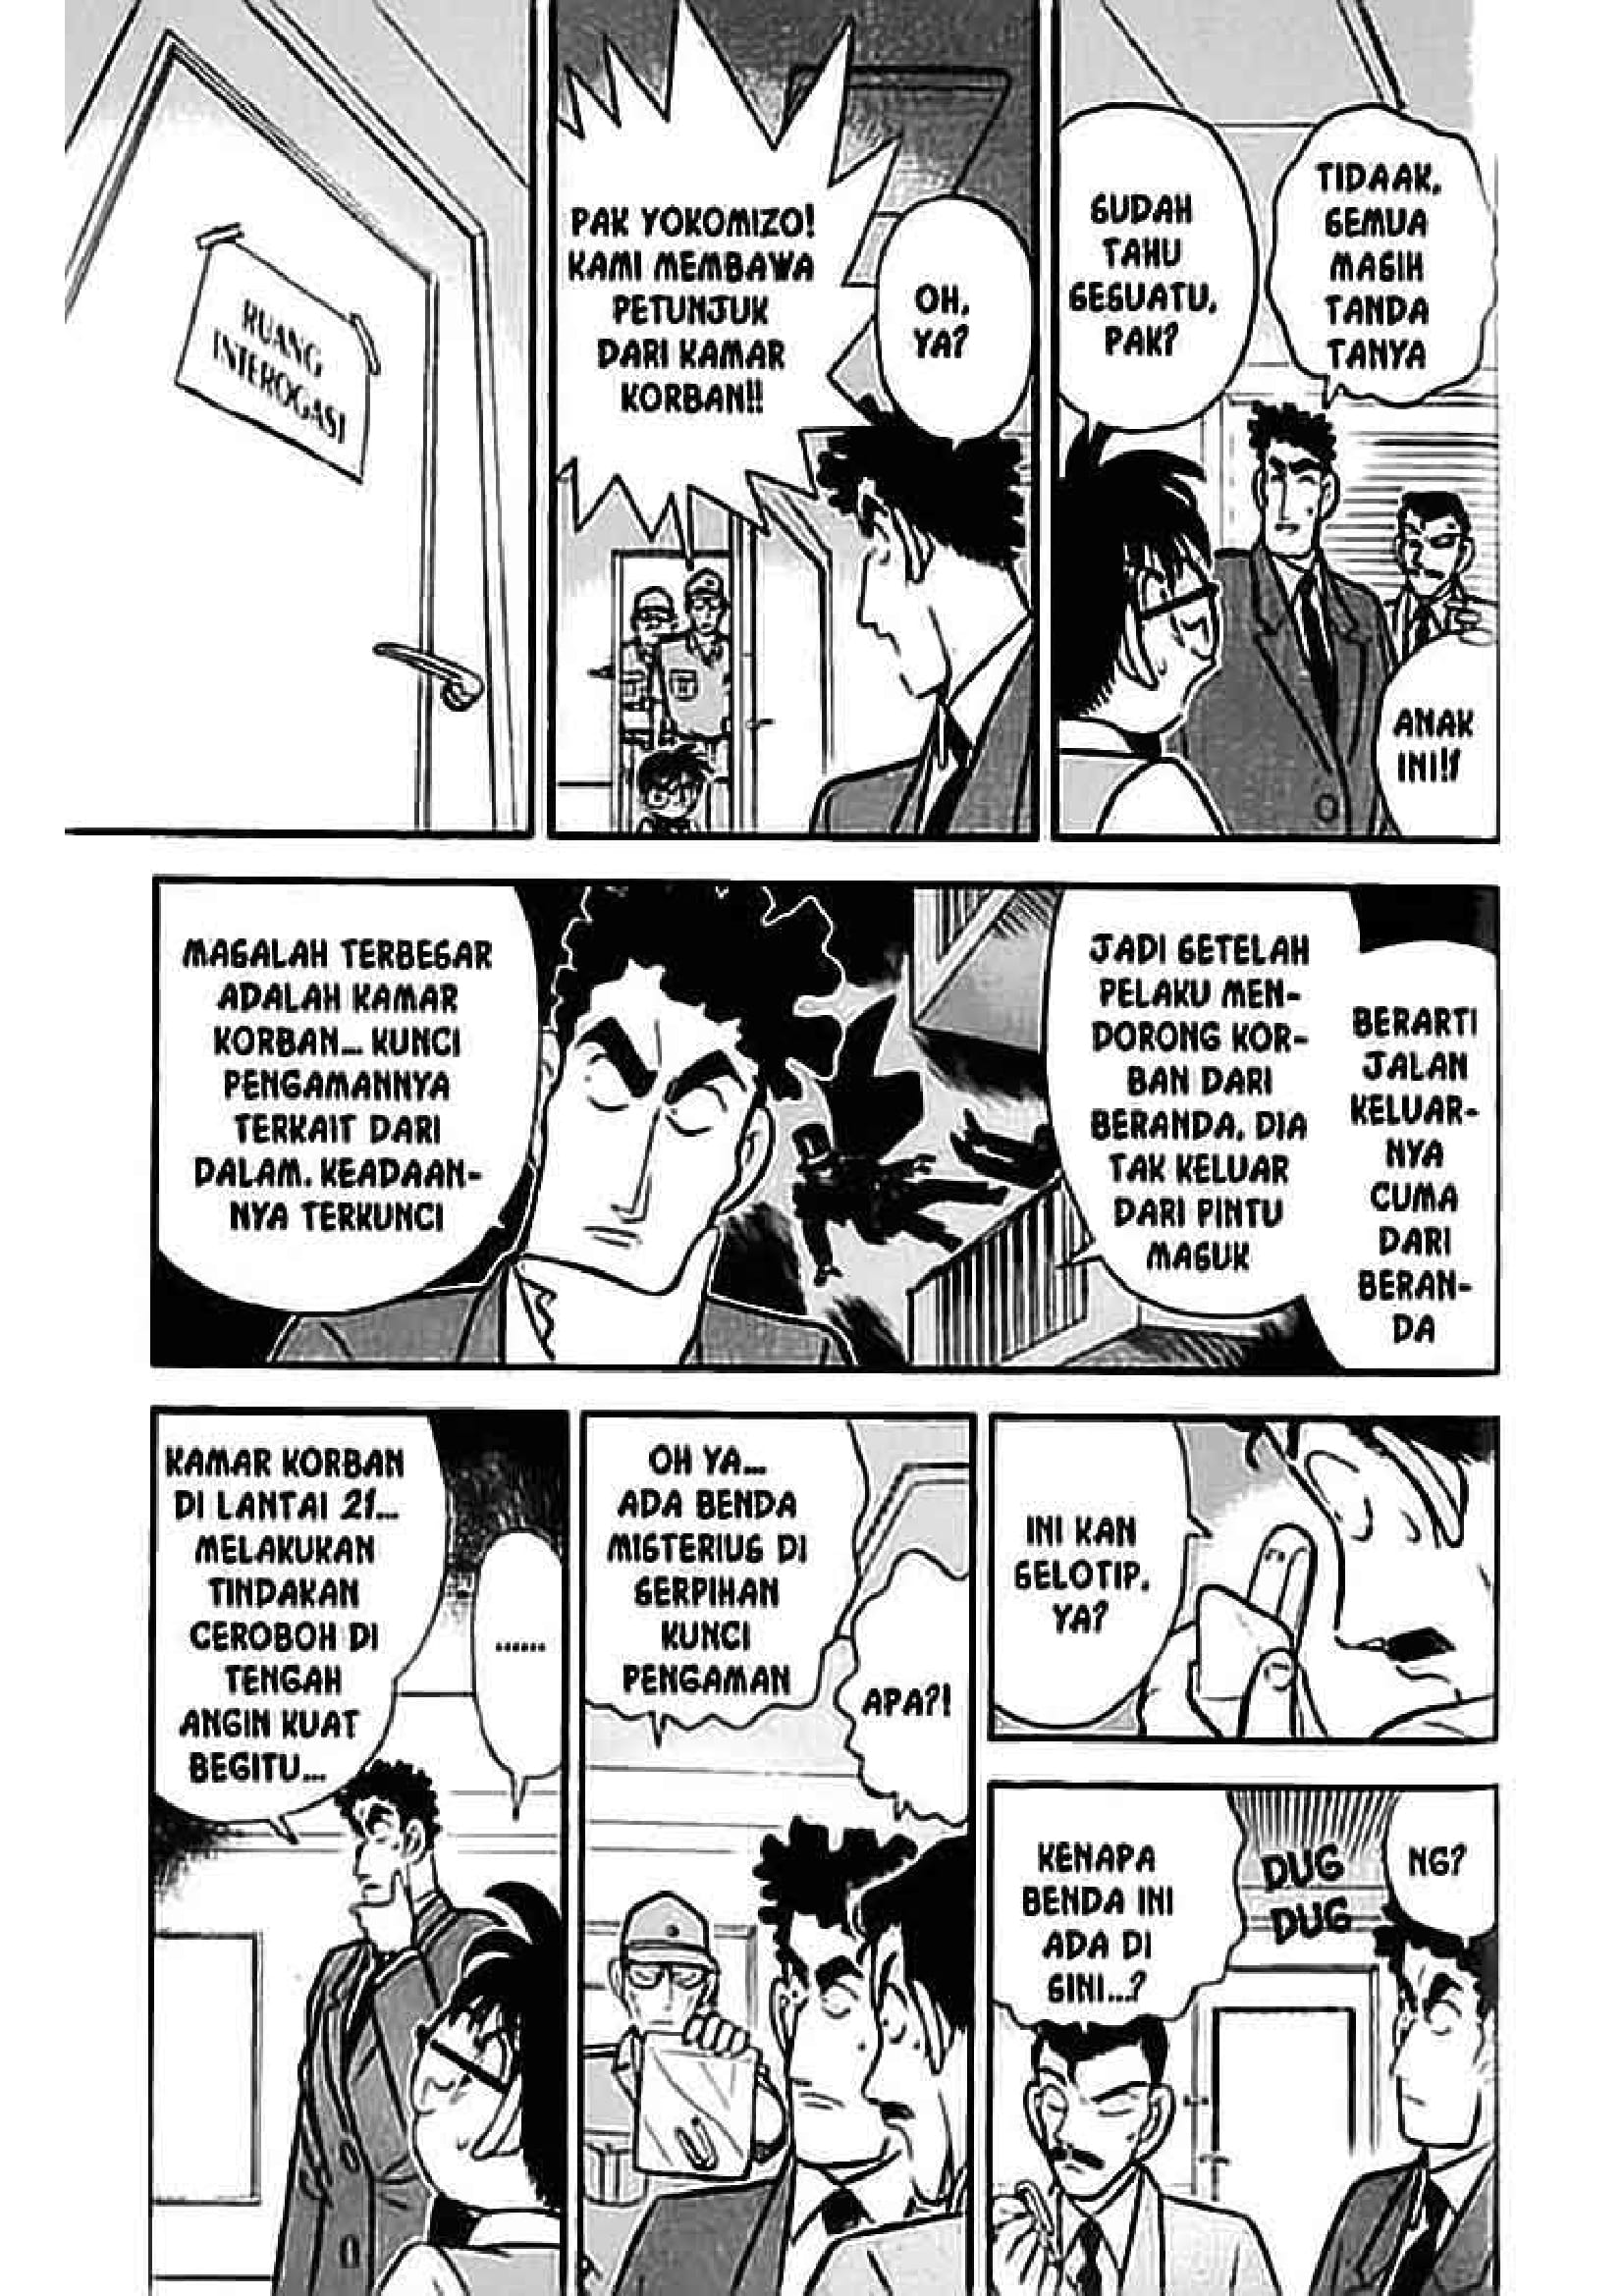 RUANG
INTEROGASI
PAK YOKOMIZO!
KAMI MEMBAWA
PETUNJUK
DARI KAMAR
KORBAN!!
OH,
YA?
SUDAH
TAHU
SESUATU,
PAK?
TIDAAK,
SEMUA
MASIH
TANDA
TANYA
ANAK
INI!!
MASALAH TERBESAR
ADALAH KAMAR
KORBAN... KUNCI
PENGAMANNYA
TERKAIT DARI
DALAM. KEADAAN-
NYA TERKUNCI
JADI SETELAH
PELAKU MEN-
DORONG KOR-
BAN DARI
BERANDA, DIA
TAK KELUAR
DARI PINTU
MASUK
BERARTI
JALAN
KELUAR-
NYA
CUMA
DARI
BERAN-
DA
KAMAR KORBAN
DI LANTAI 21...
MELAKUKAN
TINDAKAN
CEROBOH DI
TENGAH
ANGIN KUAT
BEGITU...
......
OH YA...
ADA BENDA
MISTERIUS DI
SERPIHAN
KUNCI
PENGAMAN
APA?!
INI KAN
SELOTIP,
YA?
KENAPA
BENDA INI
ADA DI
SINI...?
DUG
DUG
NG?